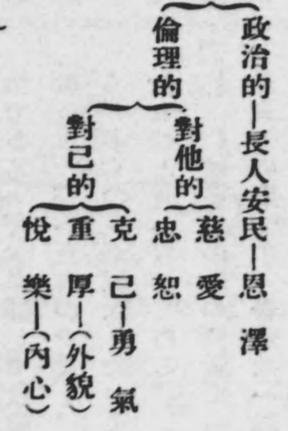 政治的—長人安民—恩澤
倫理的
對他的
慈愛
忠恕
對己的
克己—勇氣
重厚—(外貌)
悅樂—(內心)